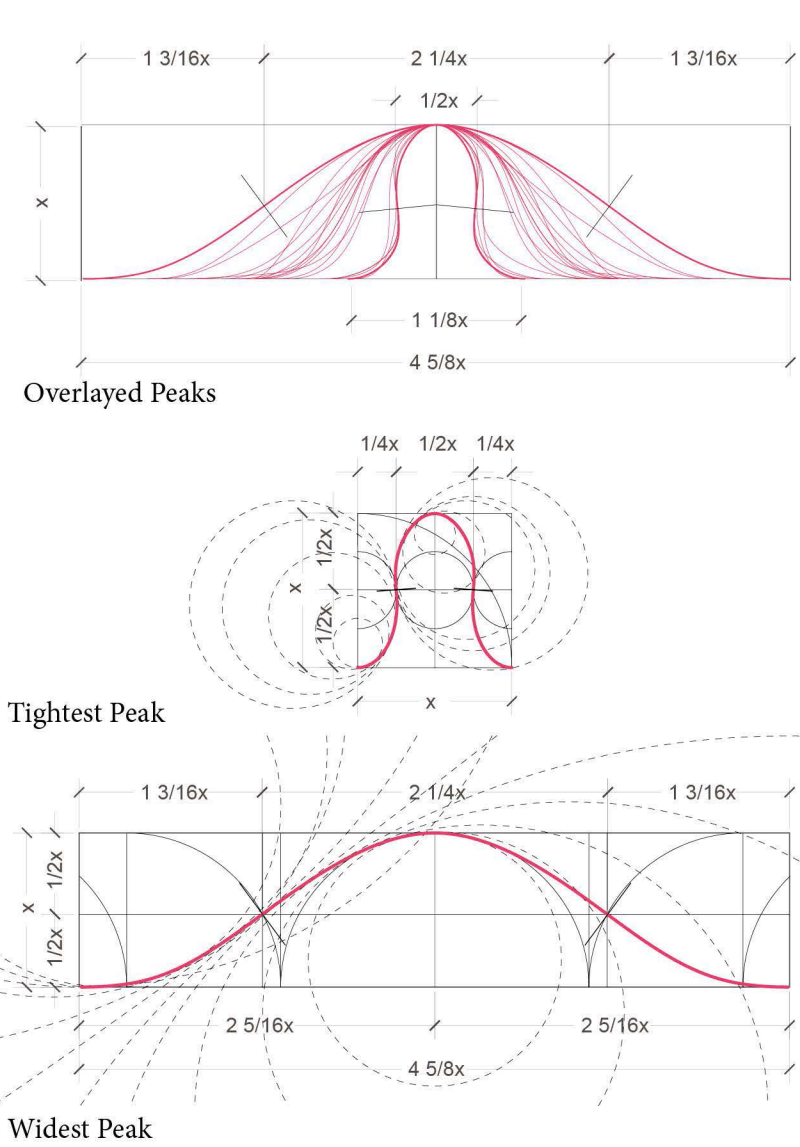 1 3/16x 2 1/4x 1 3/16x
1/2x
x
1 1/8x
4 5/8x
Overlayed Peaks
1/4x 1/2x 1/4x
1/2x
x
1/2x
x
Tightest Peak
1 3/16x 2 1/4x 1 3/16x
1/2x
x
1/2x
2 5/16x 2 5/16x
4 5/8x
Widest Peak